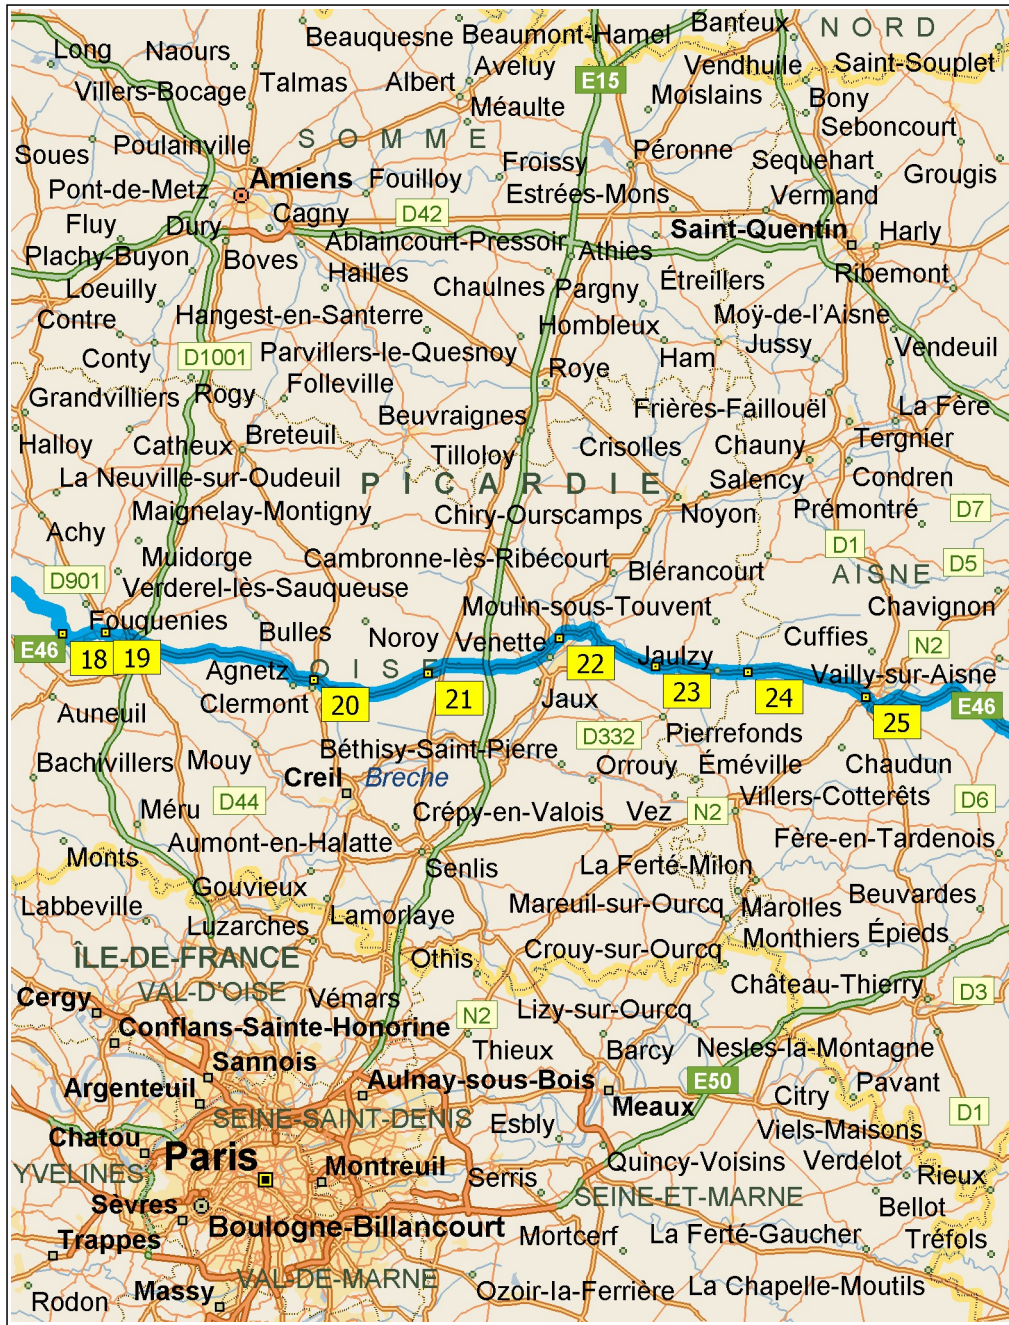 Banteux
NORD
Beauquesne
Beaumont-Hamel
Long
Naours
Aveluy
Vendhuile
Saint-Souplet
Talmas
Albert
E15
Villers-Bocage
Moislains
Bony
Méaulte
Seboncourt
SOMME
Soues
Poulainville
Froissy
Péronne
Sequehart
Grougis
Amiens
Fouilloy
Pont-de-Metz
Estrées-Mons
Vermand
Fluy
Dury
Cagny
D42
Saint-Quentin
Harly
Plachy-Buyon
Boves
Ablaincourt-Pressoir
Athies
Hailles
Étreillers
Ribemont
Loeuilly
Chaulnes
Pargny
Contre
Hangest-en-Santerre
Hombleux
Moÿ-de-l'Aisne
Conty
D1001
Parvillers-le-Quesnoy
Ham
Jussy
Vendeuil
Roye
Grandvilliers
Rogy
Folleville
Beuvraignes
Frières-Faillouël
La Fère
Halloy
Catheux
Breteuil
Tilloloy
Crisolles
Chauny
Tergnier
La Neuville-sur-Oudeuil
PICARDIE
Salency
Condren
Maignelay-Montigny
Chiry-Ourscamps
Noyon
Prémontré
D7
Achy
D1
Muidorge
Cambronne-lès-Ribécourt
Blérancourt
AISNE
D5
D901
Verderel-lès-Sauqueuse
Moulin-sous-Touvent
Chavignon
Fouquenies
Bulles
Noroy
Venette
Cuffies
N2
E46
18
19
Agnetz
OISE
22
Jaulzy
Vailly-sur-Aisne
Clermont
20
21
Jaux
23
24
25
E46
Auneuil
D332
Pierrefonds
Bachivillers
Mouy
Béthisy-Saint-Pierre
Orrouy
Éméville
Chaudun
Creil
Breche
Méru
D44
Crépy-en-Valois
Vez
N2
Villers-Cotterêts
D6
Monts
Aumont-en-Halatte
Fère-en-Tardenois
Senlis
La Ferté-Milon
Gouvieux
Labbeville
Luzarches
Lamorlaye
Mareuil-sur-Ourcq
Marolles
Beuvardes
ÎLE-DE-FRANCE
Othis
Crouy-sur-Ourcq
Monthiers
Épieds
Cergy
VAL-D'OISE
Vémars
Château-Thierry
D3
Conflans-Sainte-Honorine
N2
Lizy-sur-Ourcq
Sannois
Thieux
Barcy
Nesles-la-Montagne
Argenteuil
Aulnay-sous-Bois
E50
Pavant
Meaux
Citry
D1
SEINE-SAINT-DENIS
Esbly
Viels-Maisons
Chatou
Paris
Montreuil
Quincy-Voisins
Verdelot
Rieux
YVELINES
Serris
SEINE-ET-MARNE
Sèvres
Boulogne-Billancourt
Bellot
Trappes
Mortcerf
La Ferté-Gaucher
Tréfols
VAL-DE-MARNE
Massy
Ozoir-la-Ferrière
La Chapelle-Moutils
Rodon